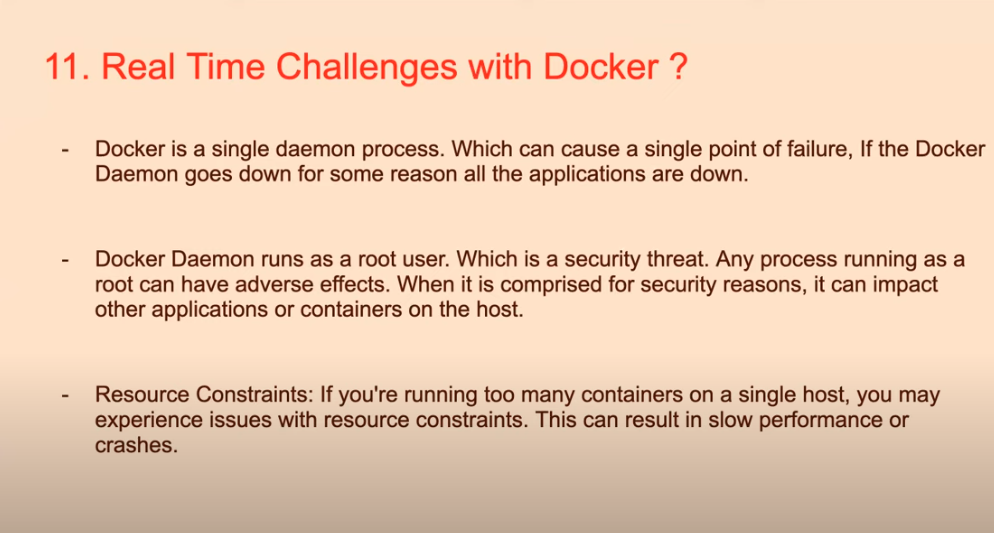 11. Real Time Challenges with Docker ?
- Docker is a single daemon process. Which can cause a single point of failure, If the Docker
Daemon goes down for some reason all the applications are down.
- Docker Daemon runs as a root user. Which is a security threat. Any process running as a
root can have adverse effects. When it is comprised for security reasons, it can impact
other applications or containers on the host.
- Resource Constraints: If you're running too many containers on a single host, you may
experience issues with resource constraints. This can result in slow performance or
crashes.